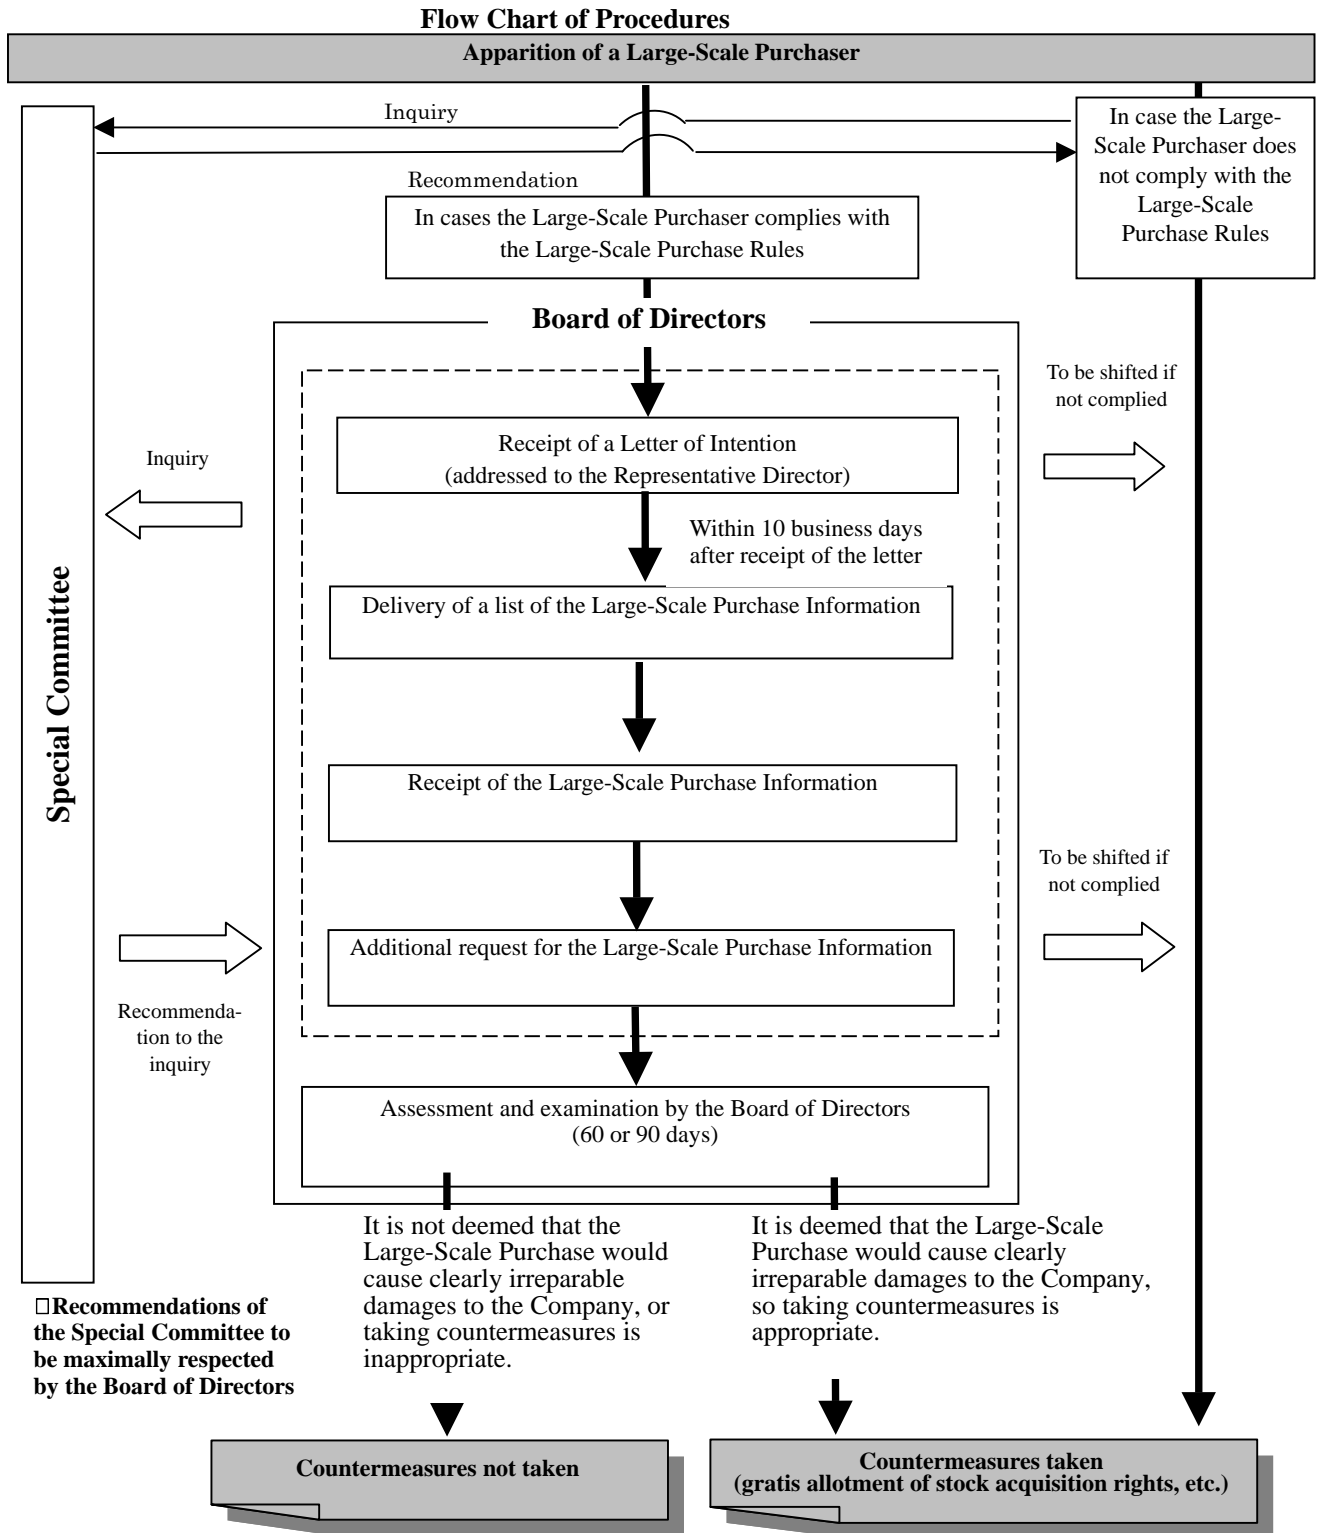 Flow Chart of Procedures
Apparition of a Large-Scale Purchaser
Inquiry
Recommendation
In case the Large-
Scale Purchaser does
not comply with the
Large-Scale
Purchase Rules
In cases the Large-Scale Purchaser complies with
the Large-Scale Purchase Rules
Board of Directors
To be shifted if
not complied
Receipt of a Letter of Intention
(addressed to the Representative Director)
Inquiry
Within 10 business days
after receipt of the letter
Special Committee
Delivery of a list of the Large-Scale Purchase Information
Receipt of the Large-Scale Purchase Information
To be shifted if
not complied
Additional request for the Large-Scale Purchase Information
Recommenda-
tion to the
inquiry
Assessment and examination by the Board of Directors
(60 or 90 days)
It is not deemed that the
Large-Scale Purchase would
cause clearly irreparable
damages to the Company, or
taking countermeasures is
inappropriate.
It is deemed that the Large-Scale
Purchase would cause clearly
irreparable damages to the Company,
so taking countermeasures is
appropriate.
□Recommendations of
the Special Committee to
be maximally respected
by the Board of Directors
Countermeasures not taken
Countermeasures taken
(gratis allotment of stock acquisition rights, etc.)